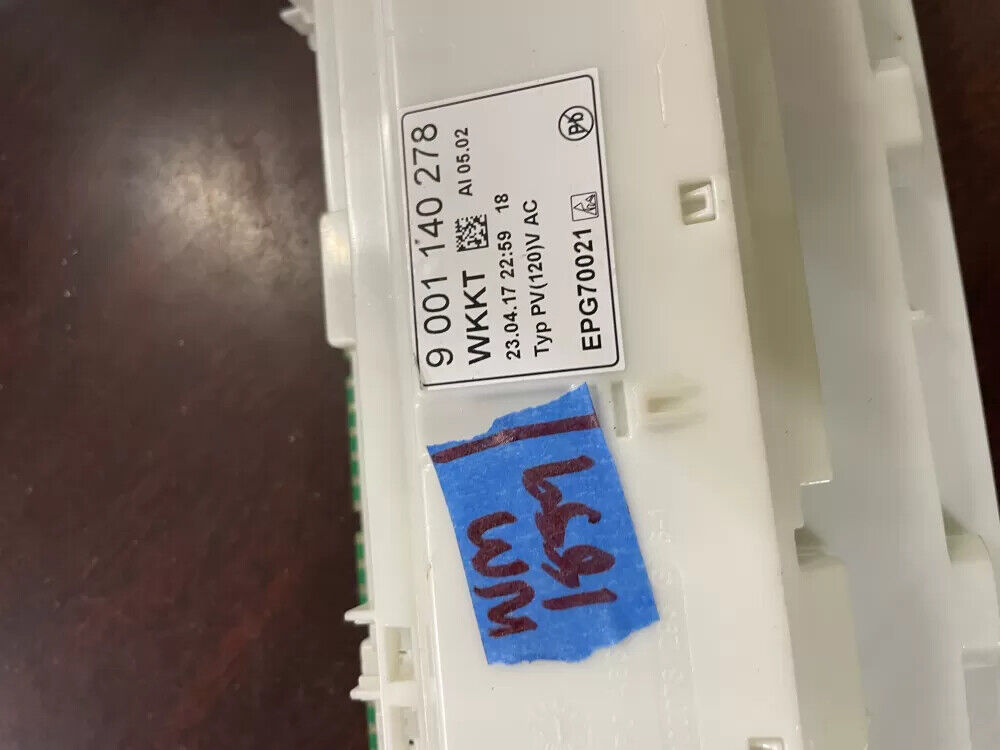 9 001 140 278
WKKT AI 05.02
23.04.17 22:59 18
Typ PV(120)V AC
EPG70021
Pb
WM